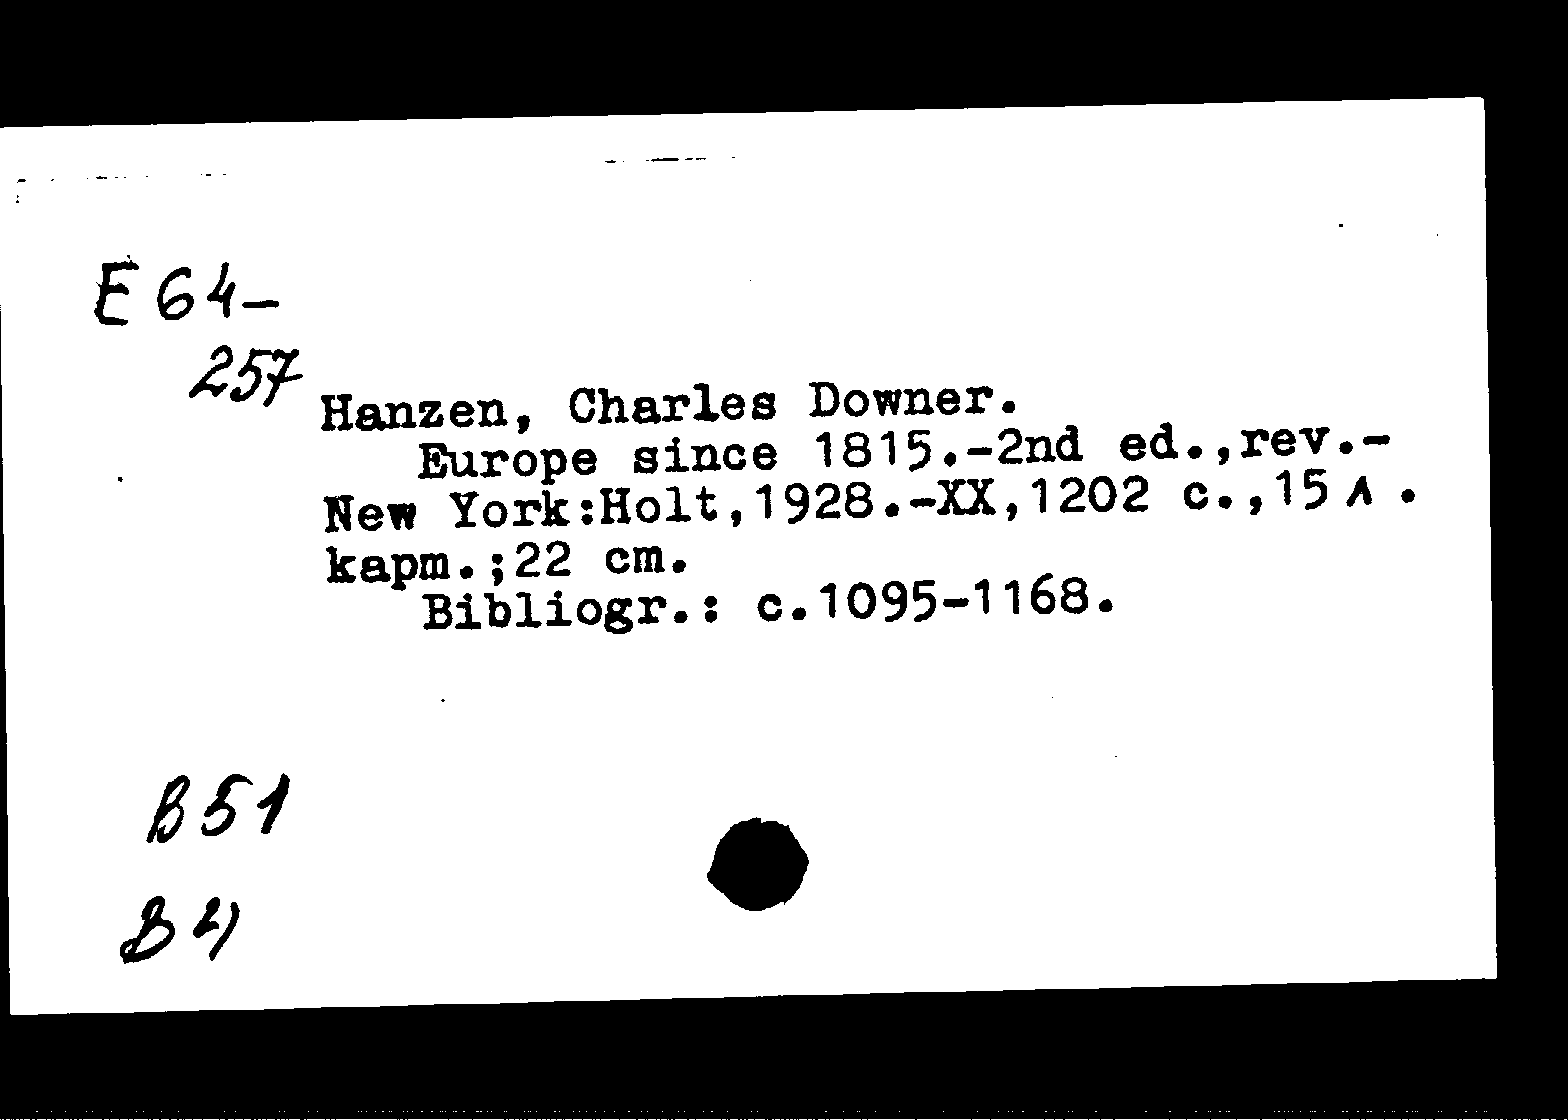 E 64-
257
Hanzen, Charles Downer.
Europe since 1815.-2nd ed.,rev.-
New York:Holt,1928.-XX,1202 c.,15 л .
kapm.;22 cm.
Bibliogr.: c.1095-1168.
B51
B4